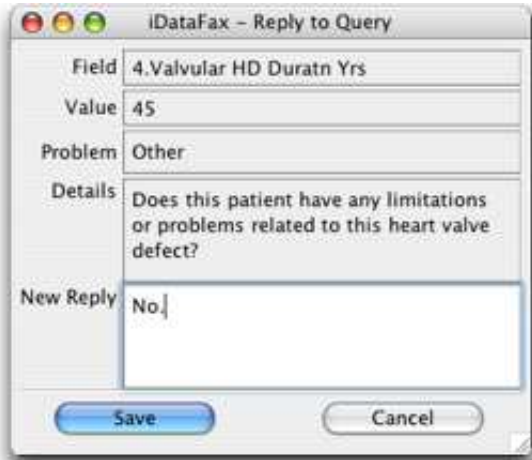 iDataFax - Reply to Query
Field 4.Valvular HD Duratn Yrs
Value 45
Problem Other
Details Does this patient have any limitations
or problems related to this heart valve
defect?
New Reply No.
Save Cancel